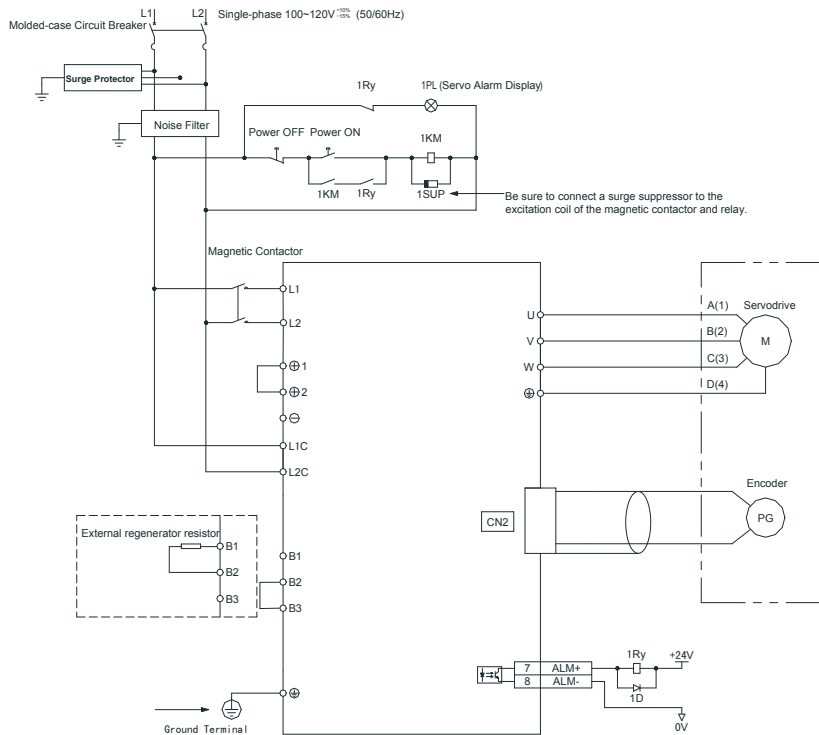 L1 L2 Single-phase 100~120V +10% -15% (50/60Hz)
Molded-case Circuit Breaker
Surge Protector
Noise Filter
1Ry 1PL (Servo Alarm Display)
Power OFF Power ON 1KM
1KM 1Ry 1SUP
Be sure to connect a surge suppressor to the
excitation coil of the magnetic contactor and relay.
Magnetic Contactor
L1
L2
⊕1
⊕2
⊖
L1C
L2C
U
V
W
A(1)
B(2)
C(3)
D(4)
Servodrive
M
Encoder
PG
CN2
External regenerator resistor
B1
B2
B3
B1
B2
B3
7 ALM+
8 ALM-
1Ry +24V
1D
0V
Ground Terminal